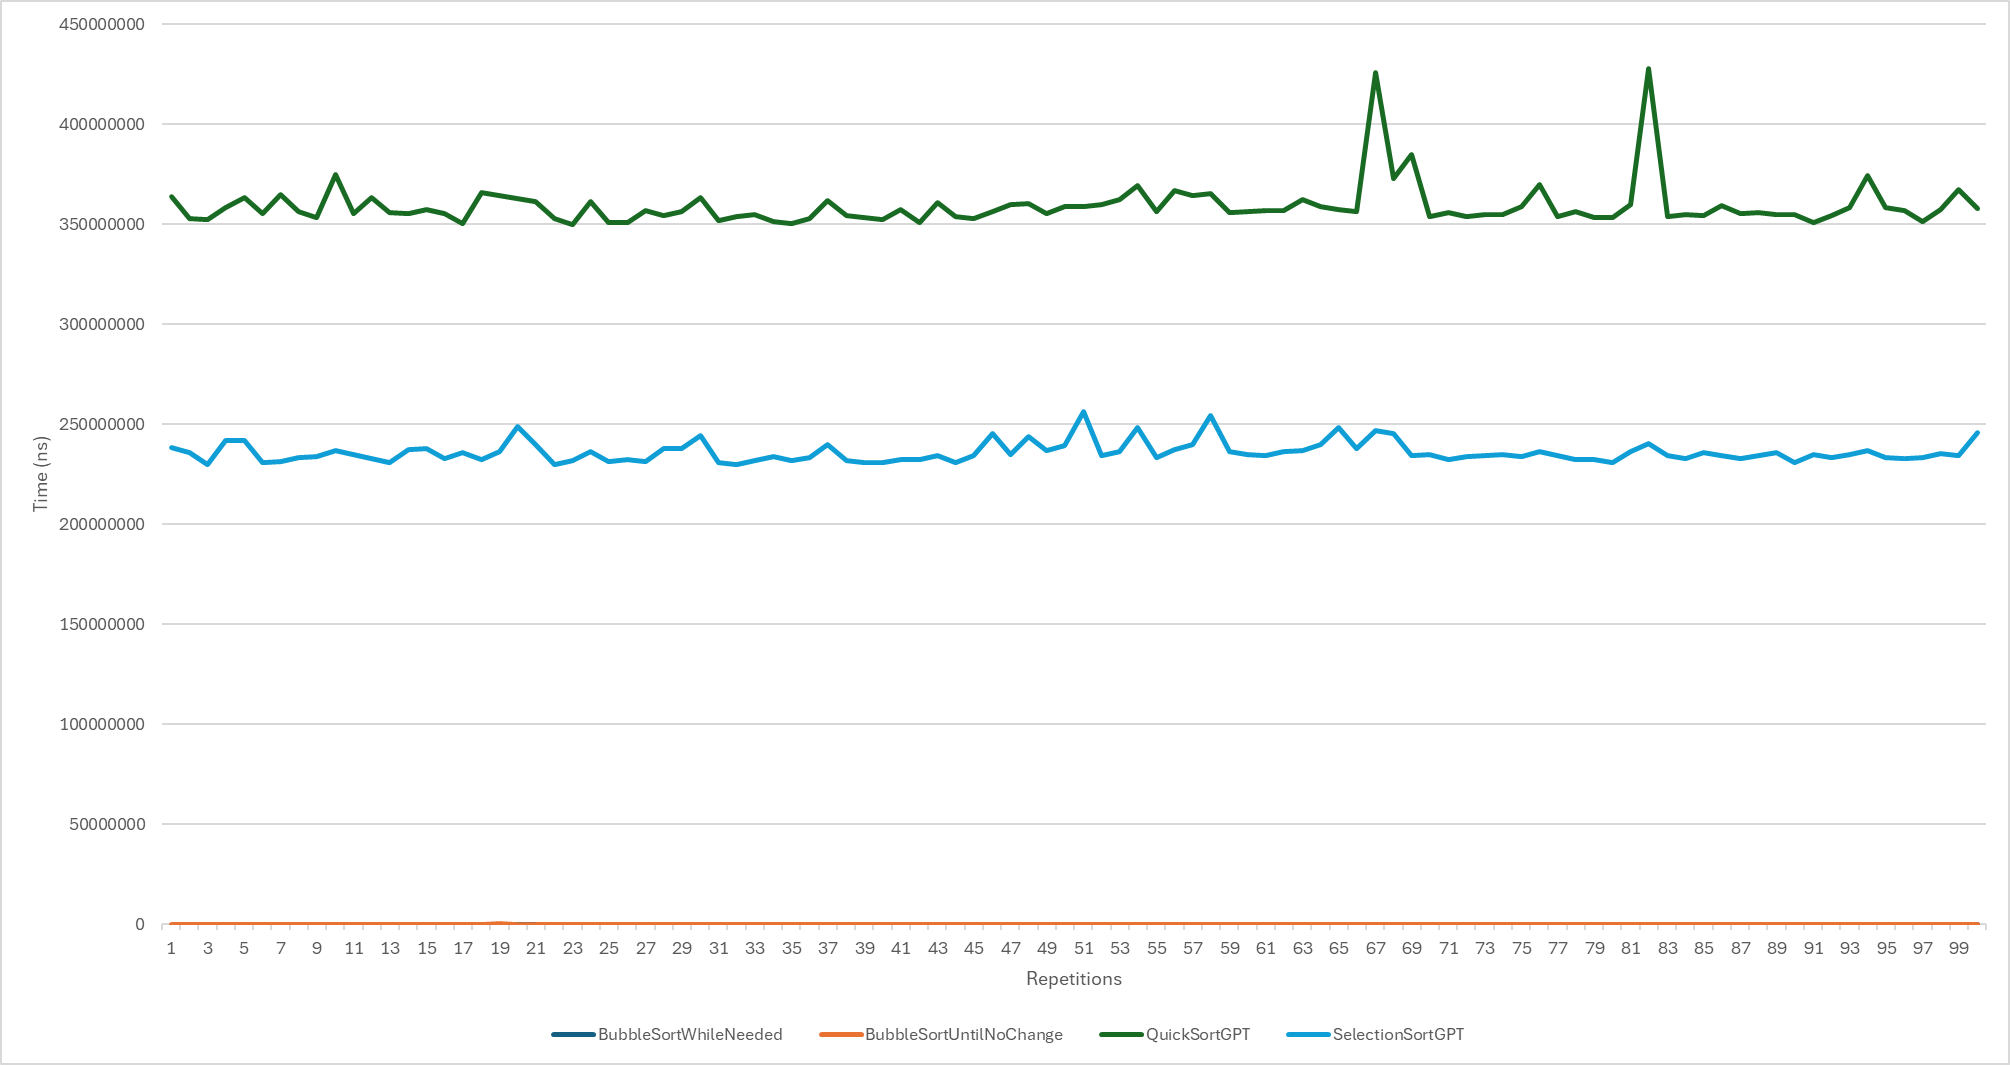 450000000
400000000
350000000
300000000
250000000
200000000
150000000
100000000
50000000
0
Time (ns)
1 3 5 7 9 11 13 15 17 19 21 23 25 27 29 31 33 35 37 39 41 43 45 47 49 51 53 55 57 59 61 63 65 67 69 71 73 75 77 79 81 83 85 87 89 91 93 95 97 99
Repetitions
BubbleSortWhileNeeded BubbleSortUntilNoChange QuickSortGPT SelectionSortGPT